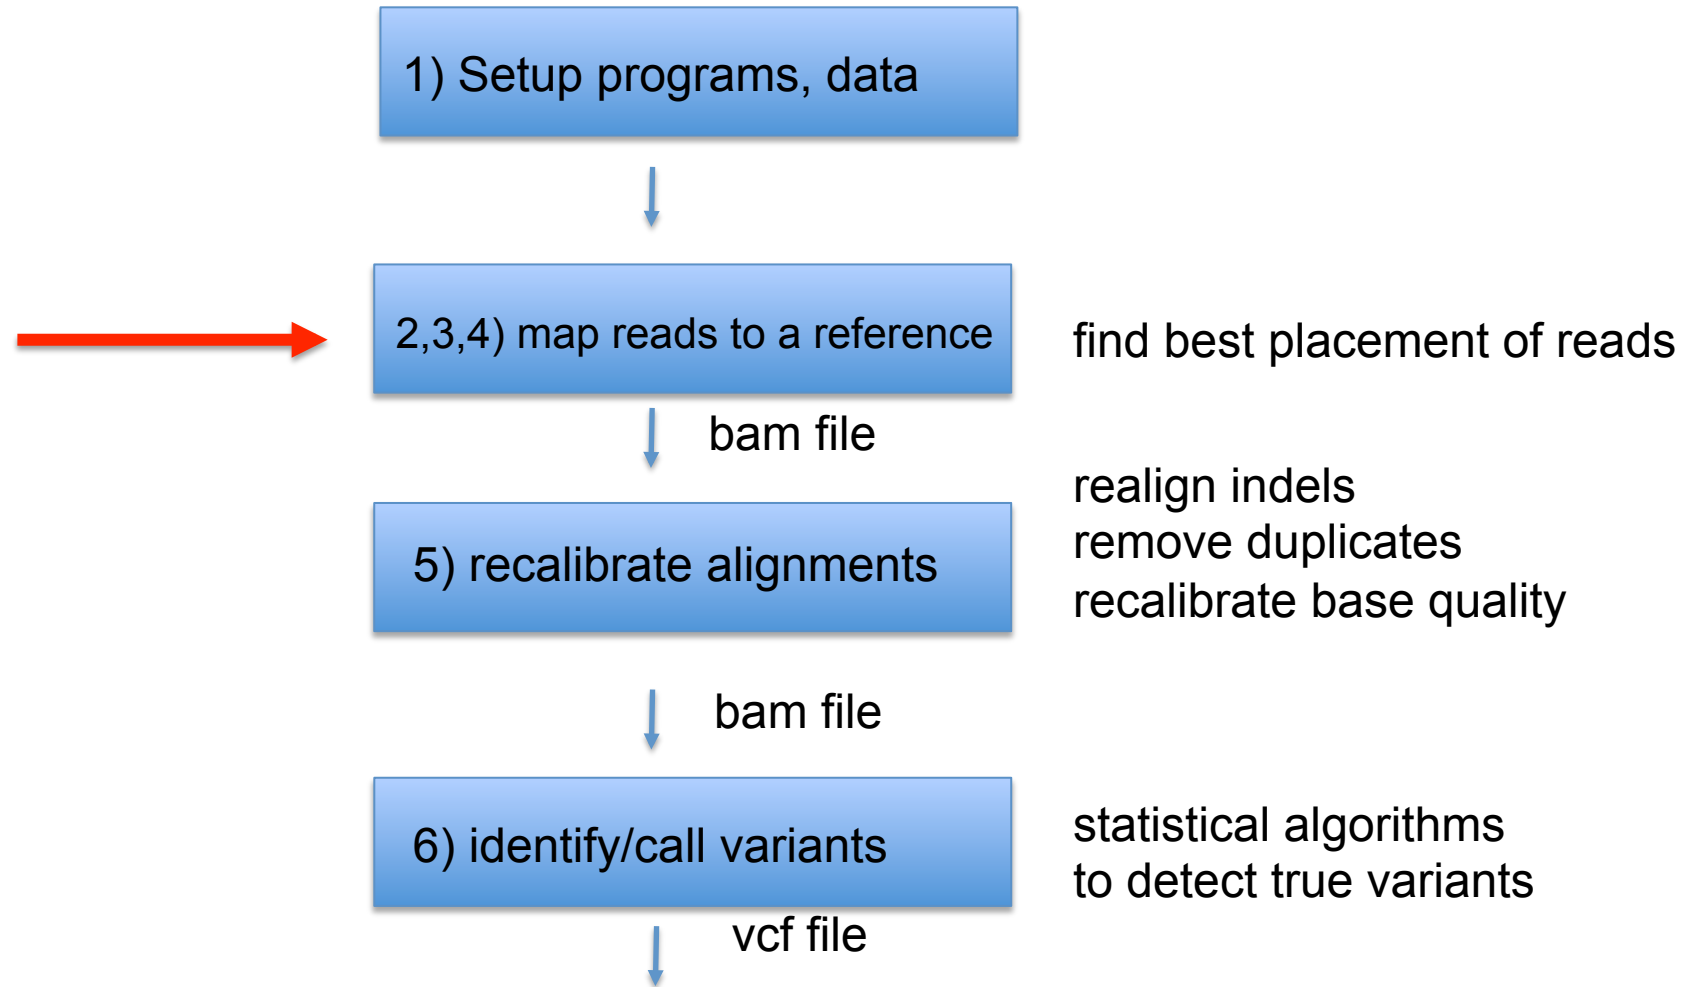 1) Setup programs, data
2,3,4) map reads to a reference
find best placement of reads
bam file
realign indels
remove duplicates
recalibrate base quality
5) recalibrate alignments
bam file
6) identify/call variants
statistical algorithms
to detect true variants
vcf file